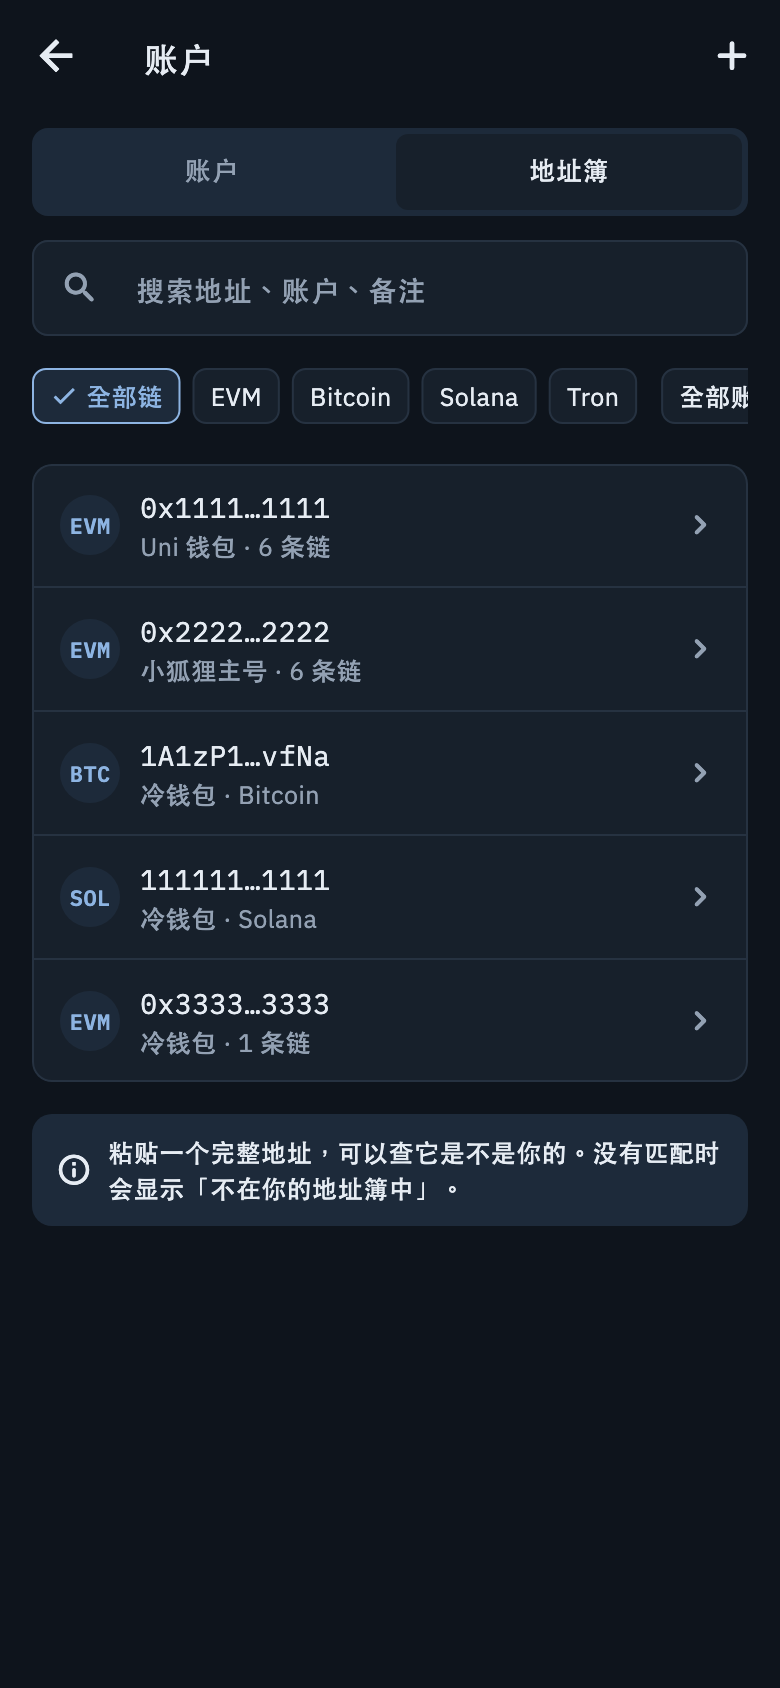 账户
账户
地址簿
搜索地址、账户、备注
全部链
EVM
Bitcoin
Solana
Tron
全部账
EVM
0x1111…1111
Uni 钱包 · 6 条链
EVM
0x2222…2222
小狐狸主号 · 6 条链
BTC
1A1zP1…vfNa
冷钱包 · Bitcoin
SOL
111111…1111
冷钱包 · Solana
EVM
0x3333…3333
冷钱包 · 1 条链
粘贴一个完整地址，可以查它是不是你的。没有匹配时
会显示「不在你的地址簿中」。